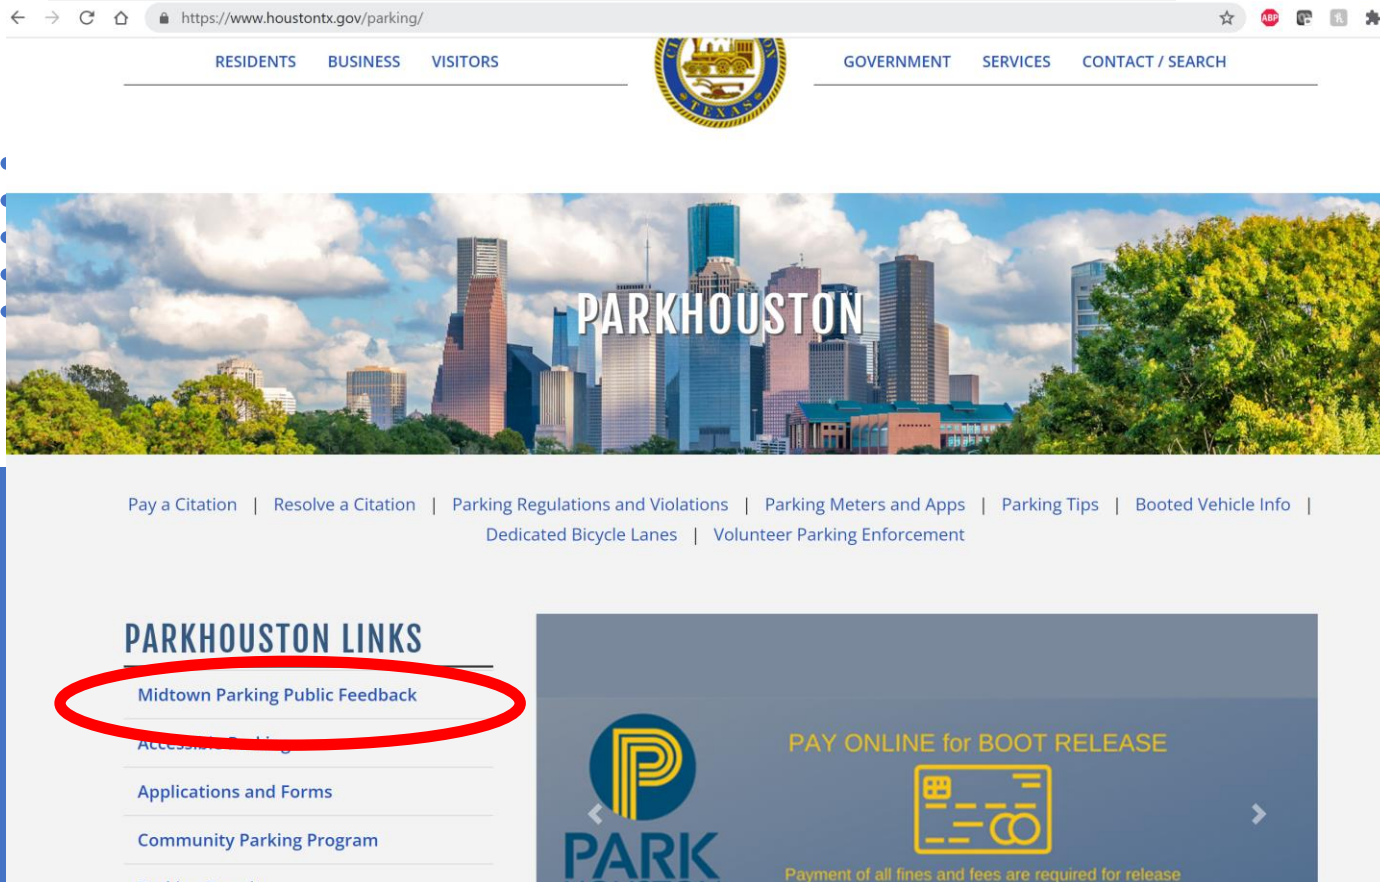 https://www.houstontx.gov/parking/
ABP
RESIDENTS BUSINESS VISITORS GOVERNMENT SERVICES CONTACT / SEARCH
TEXAS
PARKHOUSTON
Pay a Citation | Resolve a Citation | Parking Regulations and Violations | Parking Meters and Apps | Parking Tips | Booted Vehicle Info |
Dedicated Bicycle Lanes | Volunteer Parking Enforcement
PARKHOUSTON LINKS
Midtown Parking Public Feedback
Applications and Forms
Community Parking Program
PAY ONLINE for BOOT RELEASE
PARK
Payment of all fines and fees are required for release